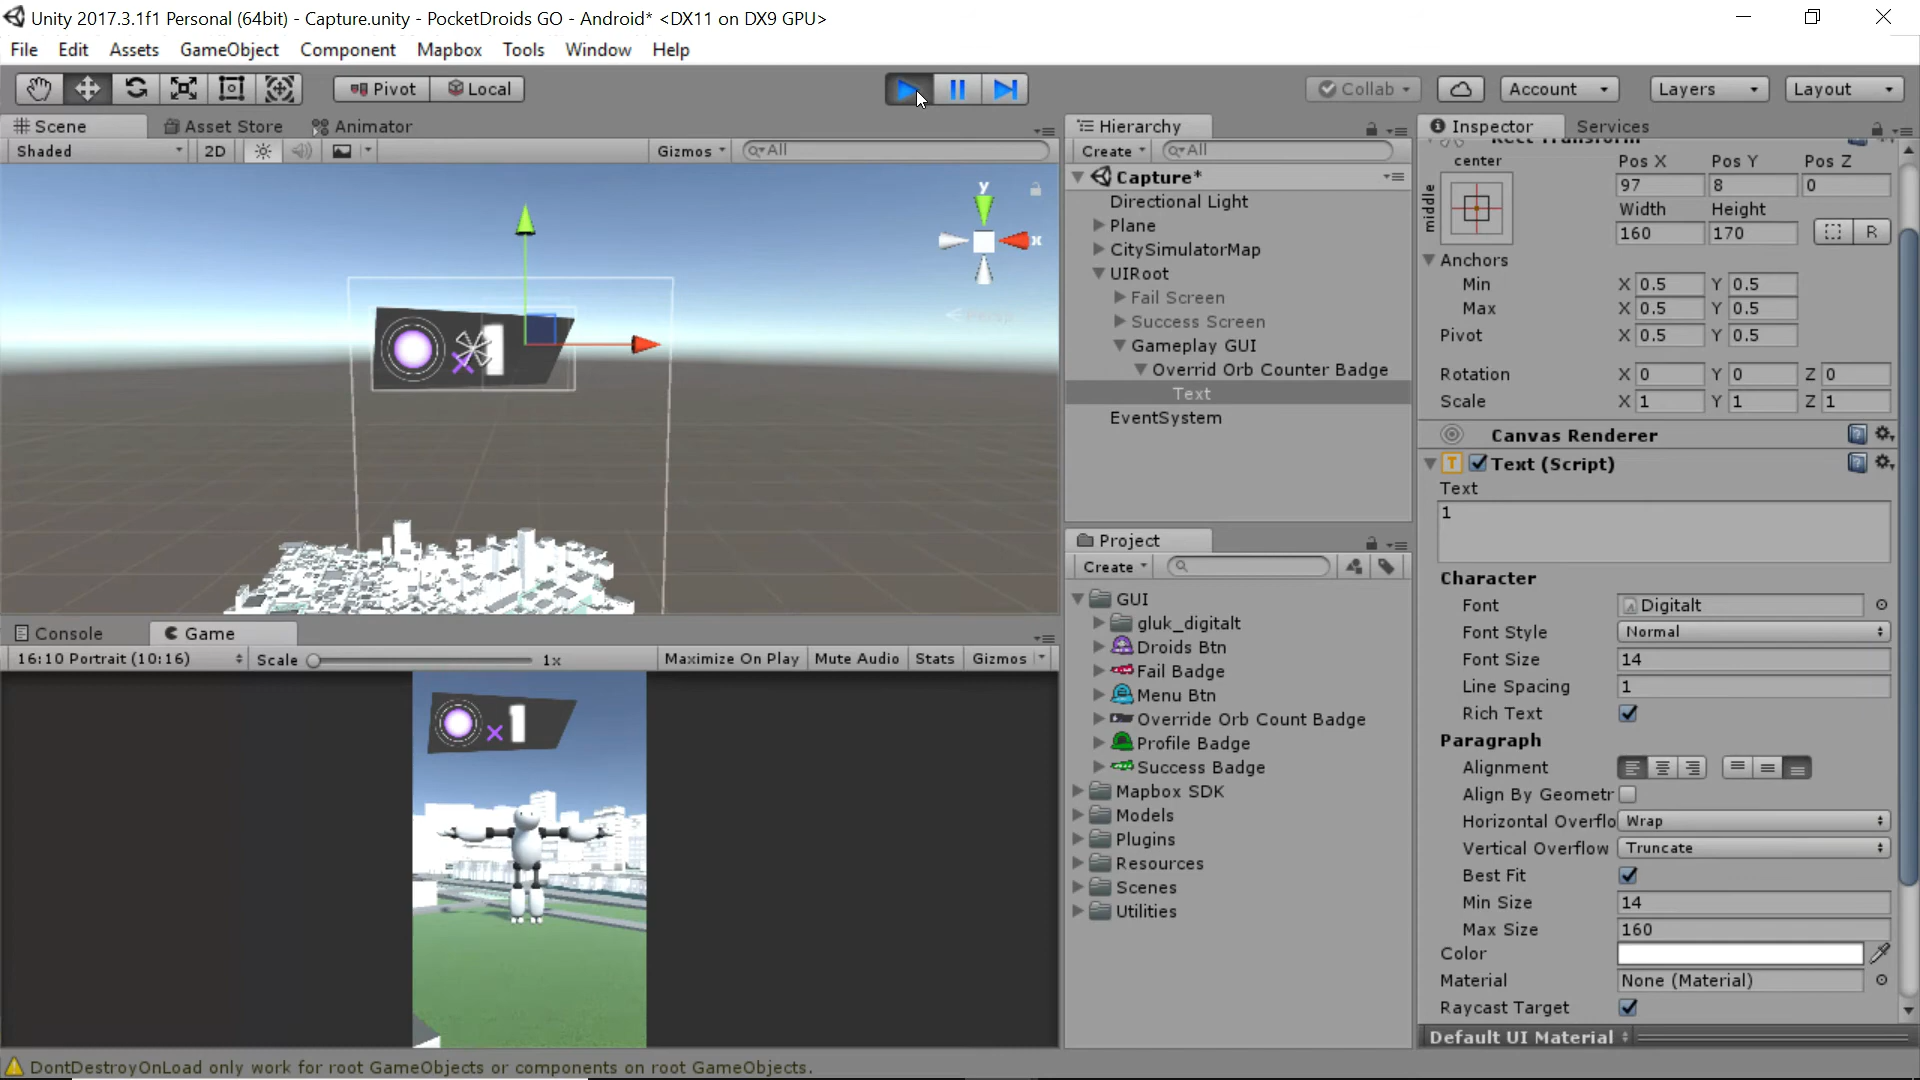 Unity 2017.3.1f1 Personal (64bit) - Capture.unity - PocketDroids GO - Android* <DX11 on DX9 GPU>
File Edit Assets GameObject Component Mapbox Tools Window Help
Pivot Local Collab Account Layers Layout
Scene Asset Store Animator
Shaded 2D Gizmos All
y
x
Console Game
16:10 Portrait (10:16) Scale 1x Maximize On Play Mute Audio Stats Gizmos
Hierarchy
Create All
Capture*
Directional Light
Plane
CitySimulatorMap
UIRoot
Fail Screen
Success Screen
Gameplay GUI
Overrid Orb Counter Badge
Text
EventSystem
Project
Create
GUI
gluk_digitalt
Droids Btn
Fail Badge
Menu Btn
Override Orb Count Badge
Profile Badge
Success Badge
Mapbox SDK
Models
Plugins
Resources
Scenes
Utilities
Inspector Services
Rect Transform
center Pos X Pos Y Pos Z
middle 97 8 0
Width Height
160 170 R
Anchors
Min X 0.5 Y 0.5
Max X 0.5 Y 0.5
Pivot X 0.5 Y 0.5
Rotation X 0 Y 0 Z 0
Scale X 1 Y 1 Z 1
Canvas Renderer
Text (Script)
Text
1
Character
Font Digitalt
Font Style Normal
Font Size 14
Line Spacing 1
Rich Text
Paragraph
Alignment
Align By Geometr
Horizontal Overflo Wrap
Vertical Overflow Truncate
Best Fit
Min Size 14
Max Size 160
Color
Material None (Material)
Raycast Target
Default UI Material
x1
x1
DontDestroyOnLoad only work for root GameObjects or components on root GameObjects.